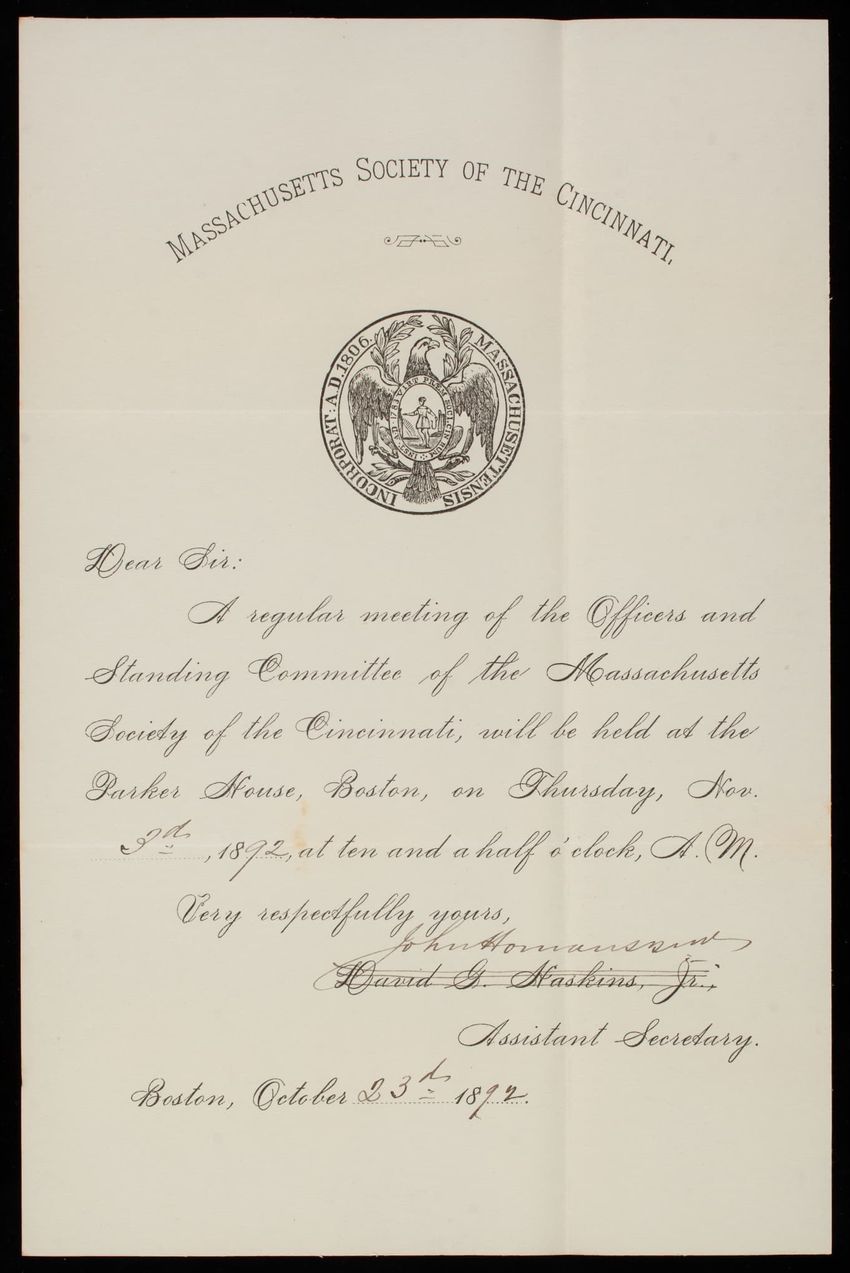 MASSACHUSETTS SOCIETY OF THE CINCINNATI.
INCORPORAT: A.D. 1806. MASSACHUSETTENSIS
Dear Sir:
A regular meeting of the Officers and
Standing Committee of the Massachusetts
Society of the Cincinnati, will be held at the
Parker House, Boston, on Thursday, Nov.
3d, 1892, at ten and a half o'clock, A. M.
Very respectfully yours,
John Homans
David G. Haskins, Jr.,
Assistant Secretary.
Boston, October 23d 1892.